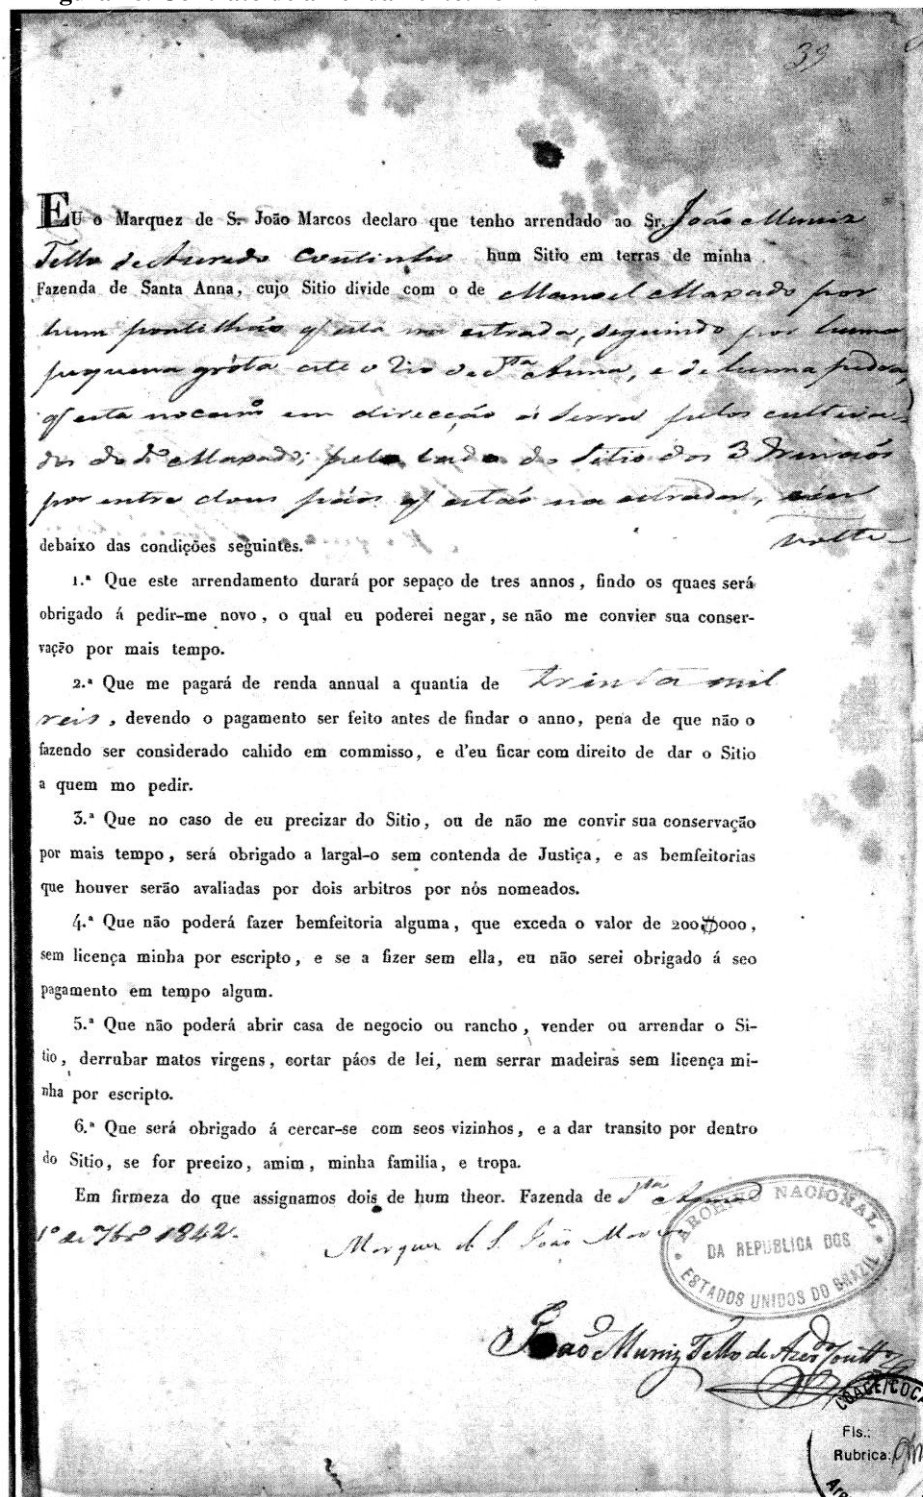 39
EU o Marquez de S. João Marcos declaro que tenho arrendado ao Sr. João Muniz
Tello de Azeredo Coutinho hum Sitio em terras de minha
Fazenda de Santa Anna, cujo Sitio divide com o de Manoel Maxado por
hum pontilhão q' está na estrada, seguindo por huma
pequena gróta até o Rio de Sta Anna, e de huma pedra,
q' está no camo em direcção á Serra pelos
do do Maxado; pelo lado do Sitio dos 3
por entre dous páos q' estão na estrada,
volte
debaixo das condições seguintes.
1.ª Que este arrendamento durará por sepaço de tres annos, findo os quaes será
obrigado á pedir-me novo, o qual eu poderei negar, se não me convier sua conser-
vação por mais tempo.
2.ª Que me pagará de renda annual a quantia de trinta mil
reis, devendo o pagamento ser feito antes de findar o anno, pena de que não o
fazendo ser considerado cahido em commisso, e d'eu ficar com direito de dar o Sitio
a quem mo pedir.
3.ª Que no caso de eu precizar do Sitio, ou de não me convir sua conservação
por mais tempo, será obrigado a largal-o sem contenda de Justiça, e as bemfeitorias
que houver serão avaliadas por dois arbitros por nós nomeados.
4.ª Que não poderá fazer bemfeitoria alguma, que exceda o valor de 200$000,
sem licença minha por escripto, e se a fizer sem ella, eu não serei obrigado á seo
pagamento em tempo algum.
5.ª Que não poderá abrir casa de negocio ou rancho, vender ou arrendar o Si-
tio, derrubar matos virgens, cortar páos de lei, nem serrar madeiras sem licença mi-
nha por escripto.
6.ª Que será obrigado á cercar-se com seos vizinhos, e a dar transito por dentro
do Sitio, se for precizo, amim, minha familia, e tropa.
Em firmeza do que assignamos dois de hum theor. Fazenda de Sta Anna
1º de 7bro 1842.
Marquez de S. João Marcos
ARCHIVO NACIONAL
DA REPUBLICA DOS
ESTADOS UNIDOS DO BRAZIL
João Muniz Tello de Azdo Coutto
COAGE/COCA
Fls.:
Rubrica: